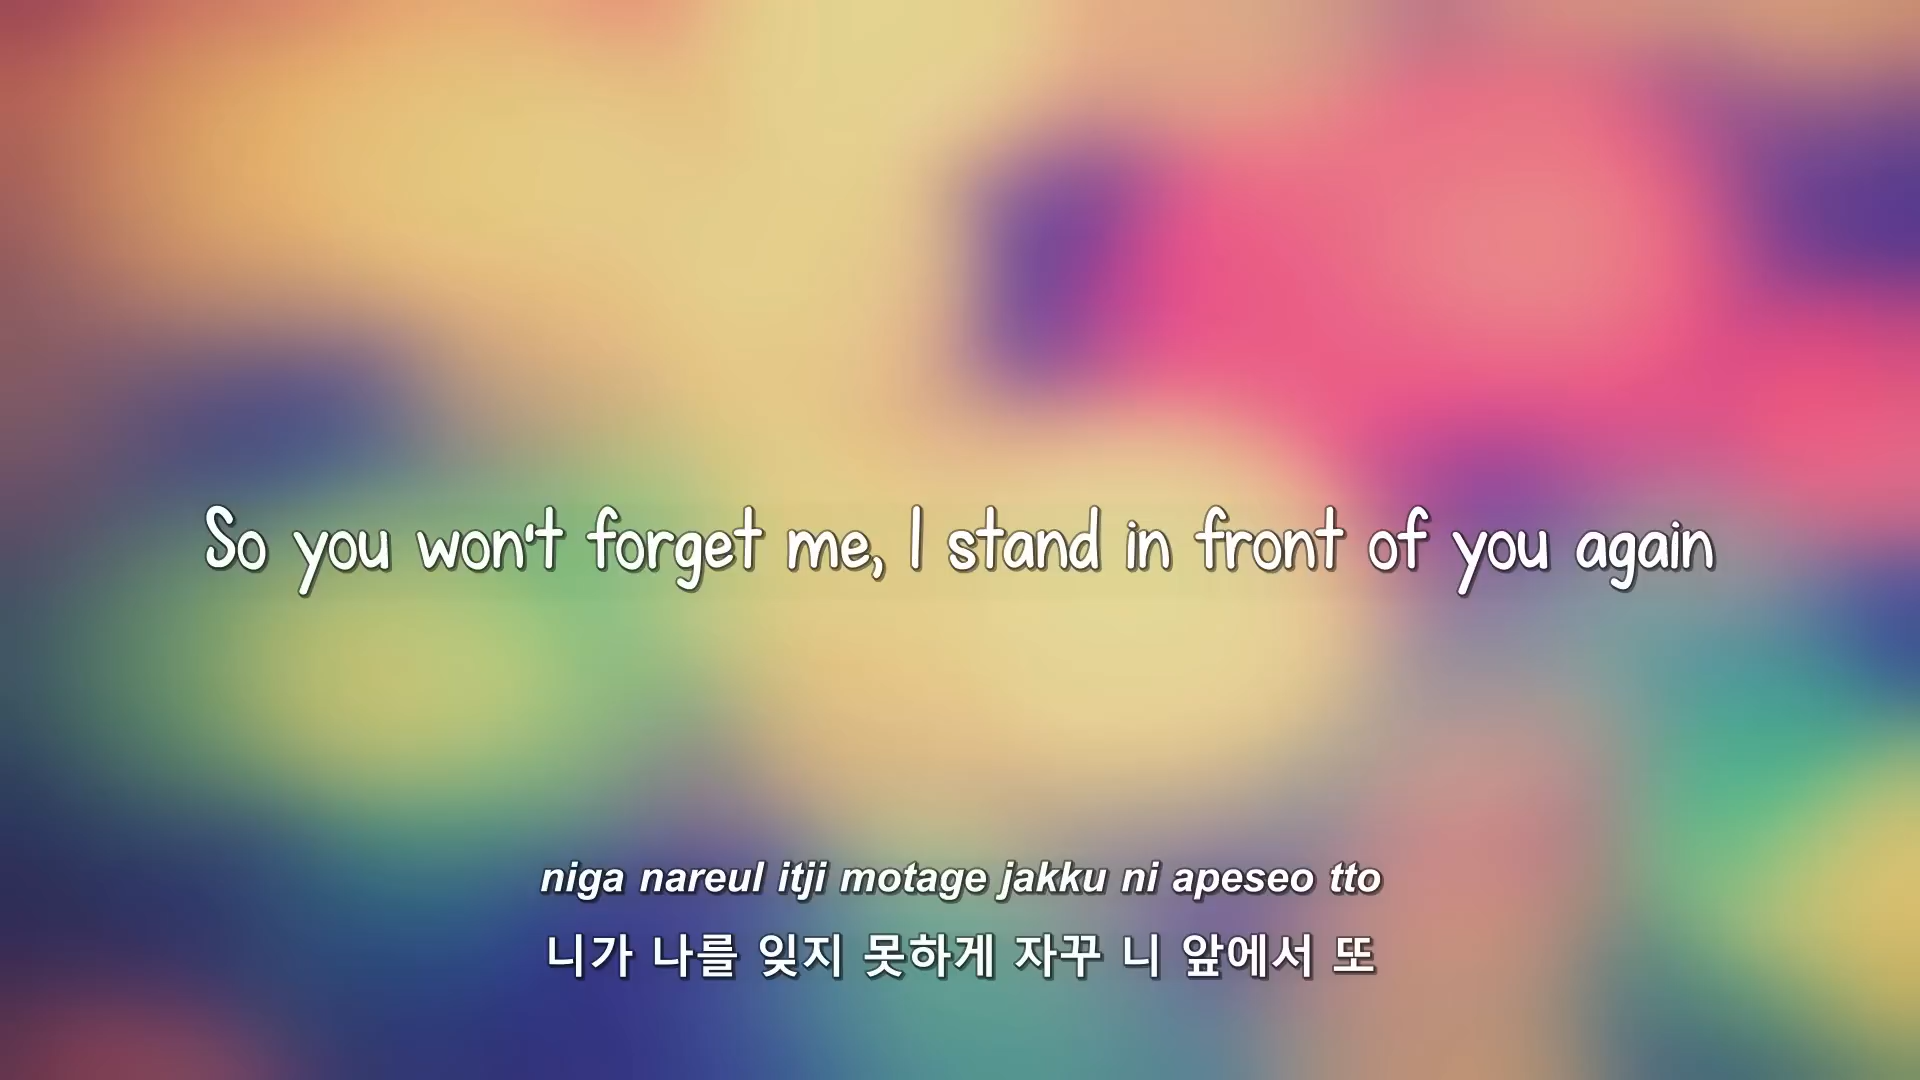 So you won't forget me, I stand in front of you again
niga nareul itji motage jakku ni apeseo tto
니가 나를 잊지 못하게 자꾸 니 앞에서 또